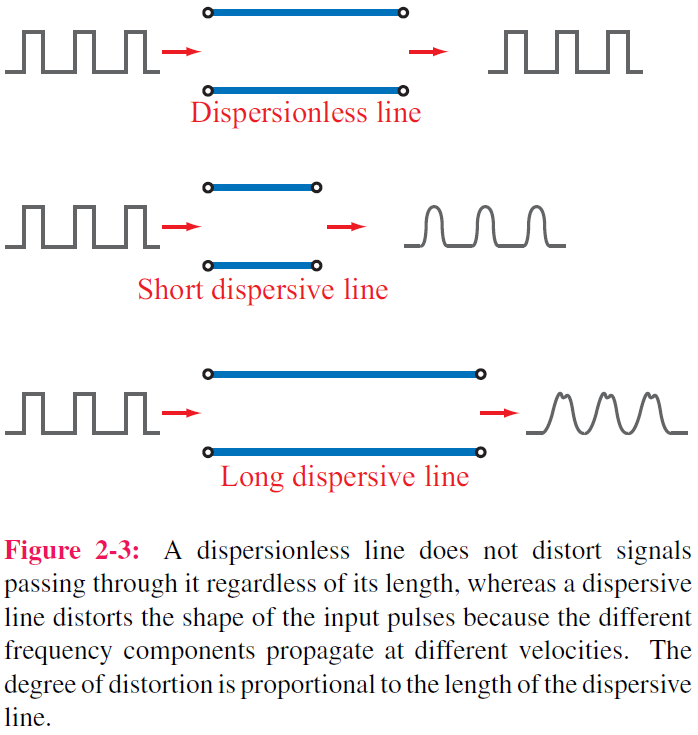 Dispersionless line
Short dispersive line
Long dispersive line
Figure 2-3: A dispersionless line does not distort signals
passing through it regardless of its length, whereas a dispersive
line distorts the shape of the input pulses because the different
frequency components propagate at different velocities. The
degree of distortion is proportional to the length of the dispersive
line.